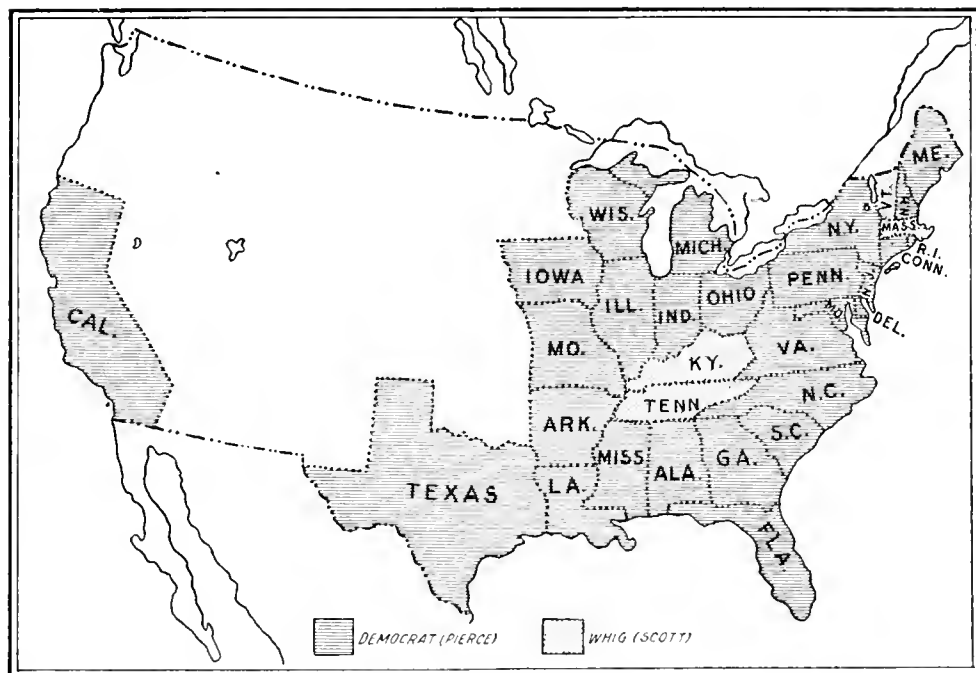 ME.
VT.
N.H.
WIS.
N.Y.
MASS.
MICH.
R.I.
CONN.
IOWA
PENN.
N.J.
OHIO
ILL.
IND.
MD.
DEL.
CAL.
MO.
VA.
KY.
N.C.
TENN
ARK.
S.C.
MISS
GA.
ALA.
LA.
TEXAS
FLA.
DEMOCRAT (PIERCE)
WHIG (SCOTT)